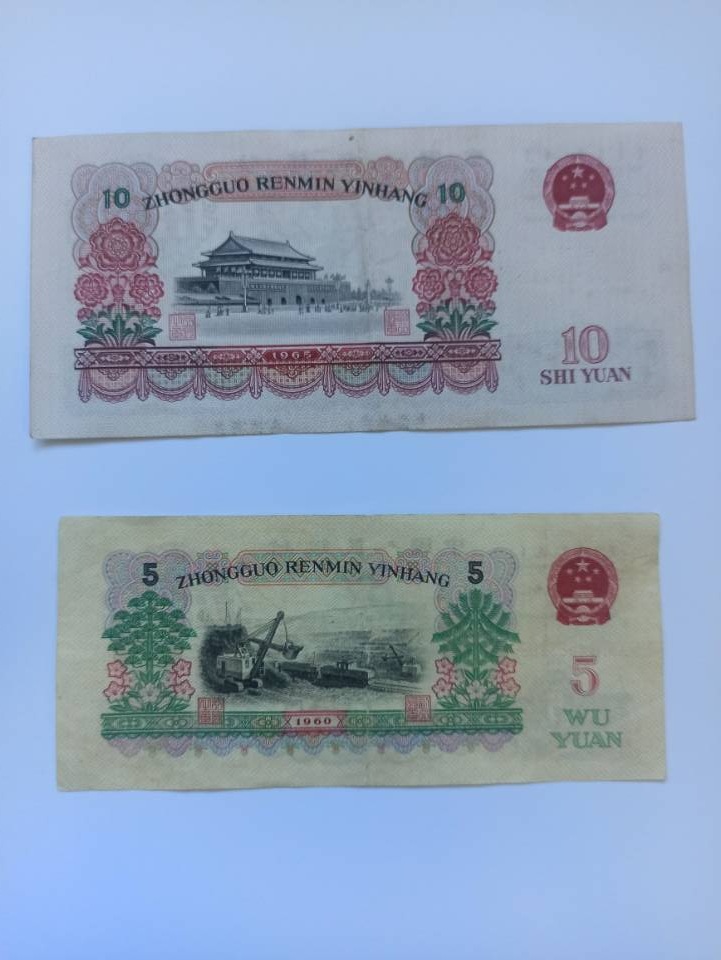 10 ZHONGGUO RENMIN YINHANG 10
1965
10
SHI YUAN
5 ZHONGGUO RENMIN YINHANG 5
1960
5
WU
YUAN